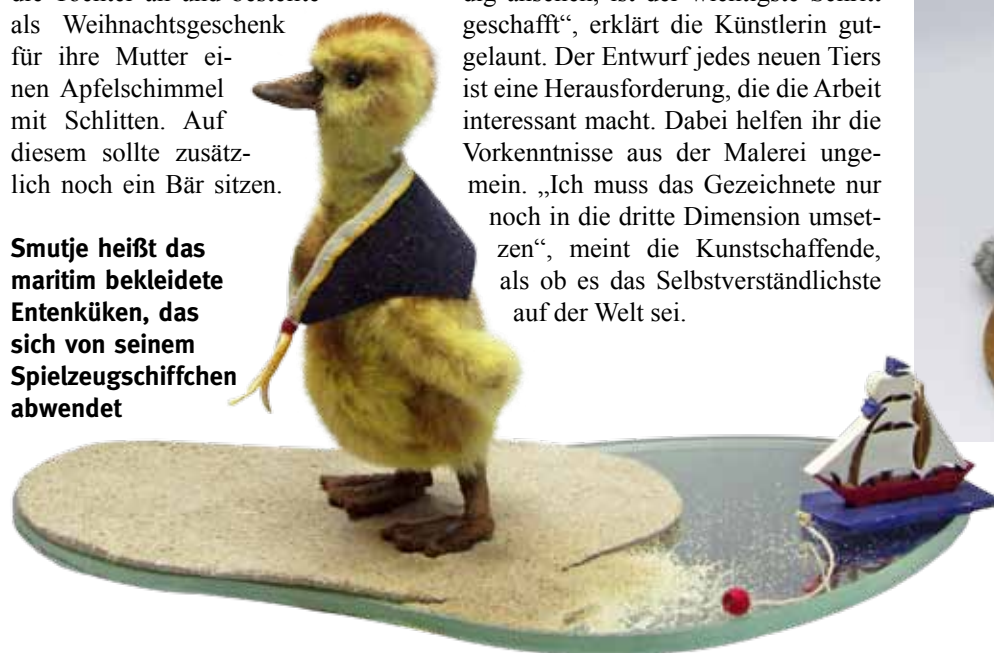 als Weihnachtsgeschenk
für ihre Mutter ei-
nen Apfelschimmel
mit Schlitten. Auf
diesem sollte zusätz-
lich noch ein Bär sitzen.
Smutje heißt das
maritim bekleidete
Entenküken, das
sich von seinem
Spielzeugschiffchen
abwendet
geschafft“, erklärt die Künstlerin gut-
gelaunt. Der Entwurf jedes neuen Tiers
ist eine Herausforderung, die die Arbeit
interessant macht. Dabei helfen ihr die
Vorkenntnisse aus der Malerei unge-
mein. „Ich muss das Gezeichnete nur
noch in die dritte Dimension umset-
zen“, meint die Kunstschaffende,
als ob es das Selbstverständlichste
auf der Welt sei.